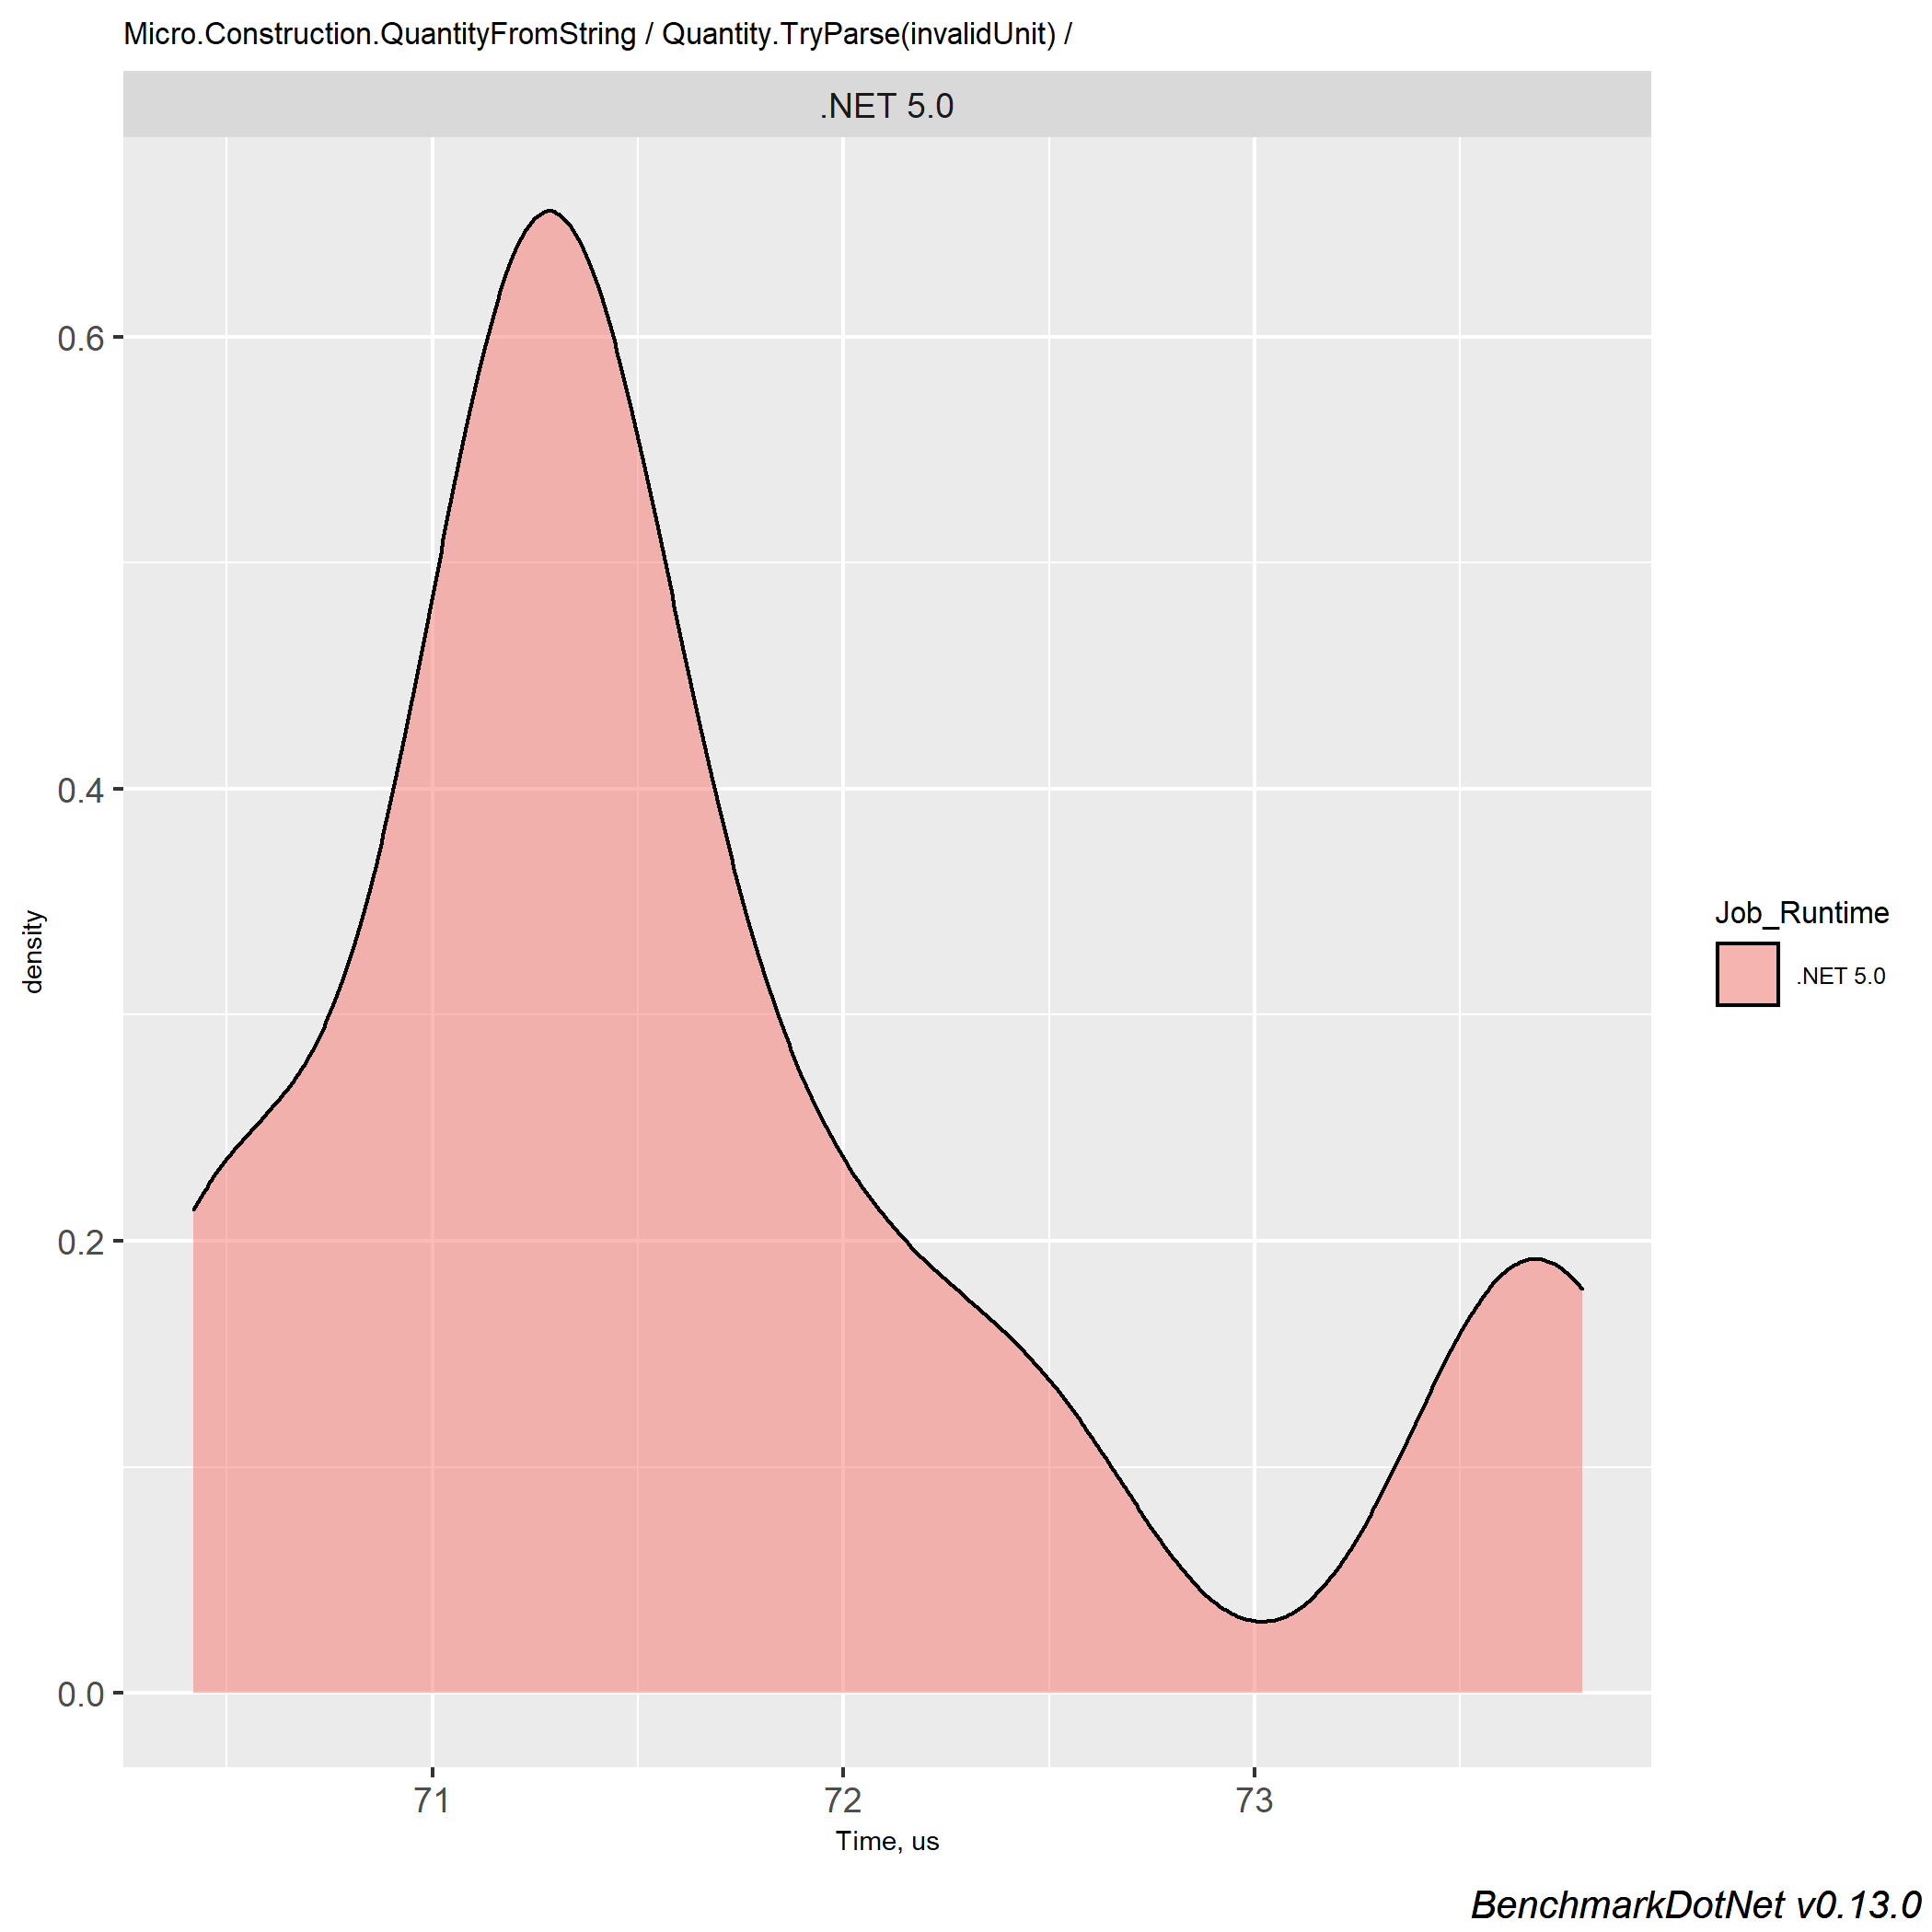 Micro.Construction.QuantityFromString / Quantity.TryParse(invalidUnit) /
.NET 5.0
0.6
0.4
0.2
0.0
density
71 72 73
Time, us
Job_Runtime
.NET 5.0
BenchmarkDotNet v0.13.0